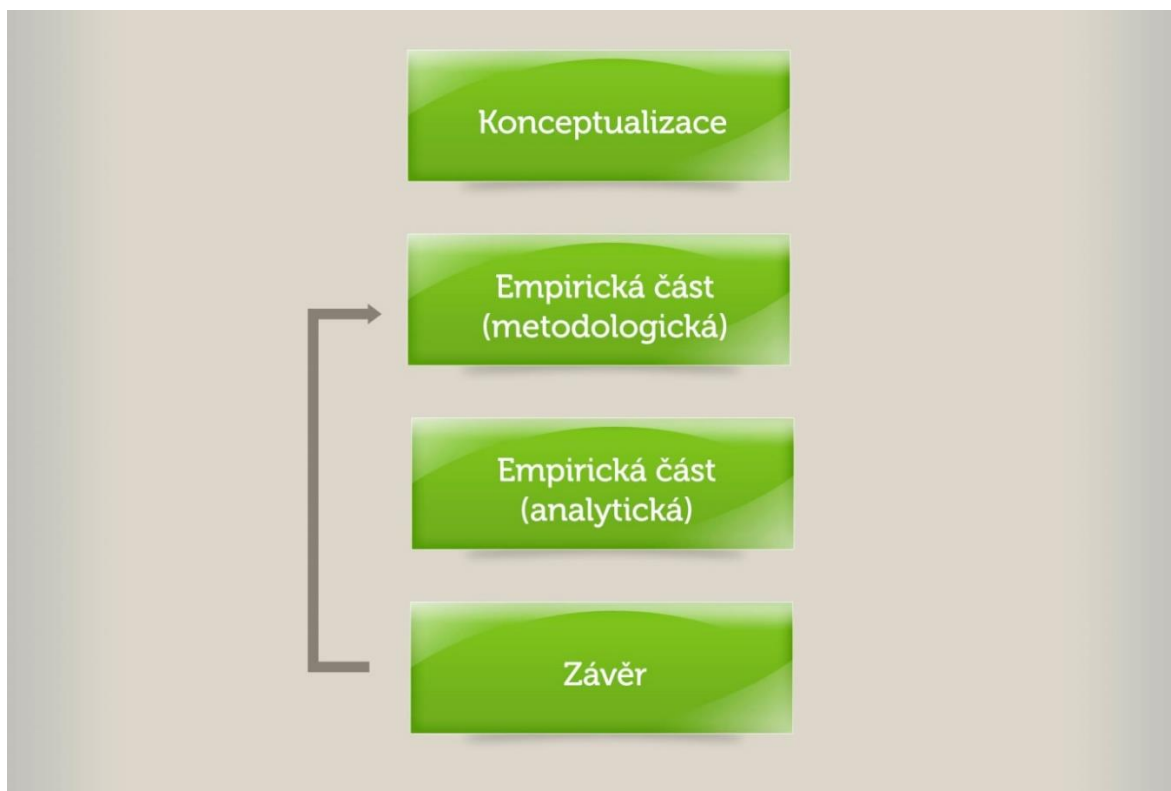 Konceptualizace
Empirická část
(metodologická)
Empirická část
(analytická)
Závěr